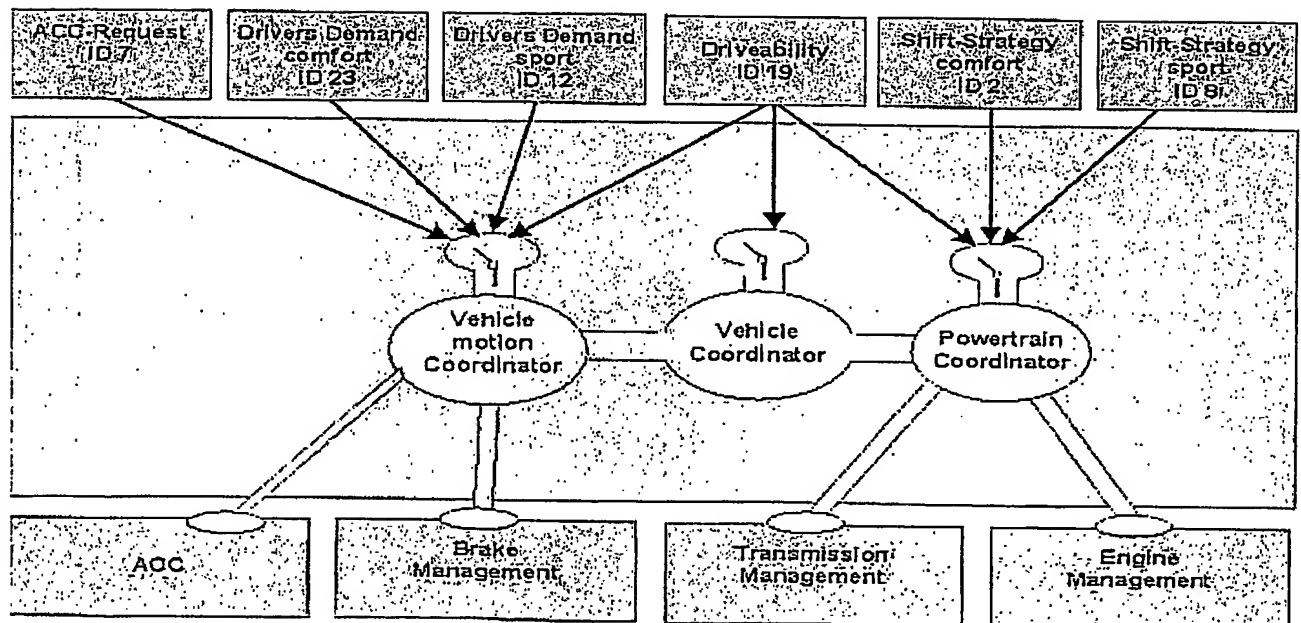 ACC-Request
ID 7
Drivers Demand
comfort
ID 23
Drivers Demand
sport
ID 12
Driveability
ID 19
Shift-Strategy
comfort
ID 2
Shift-Strategy
sport
ID 8
Vehicle
motion
Coordinator
Vehicle
Coordinator
Powertrain
Coordinator
ACC
Brake
Management
Transmission
Management
Engine
Management